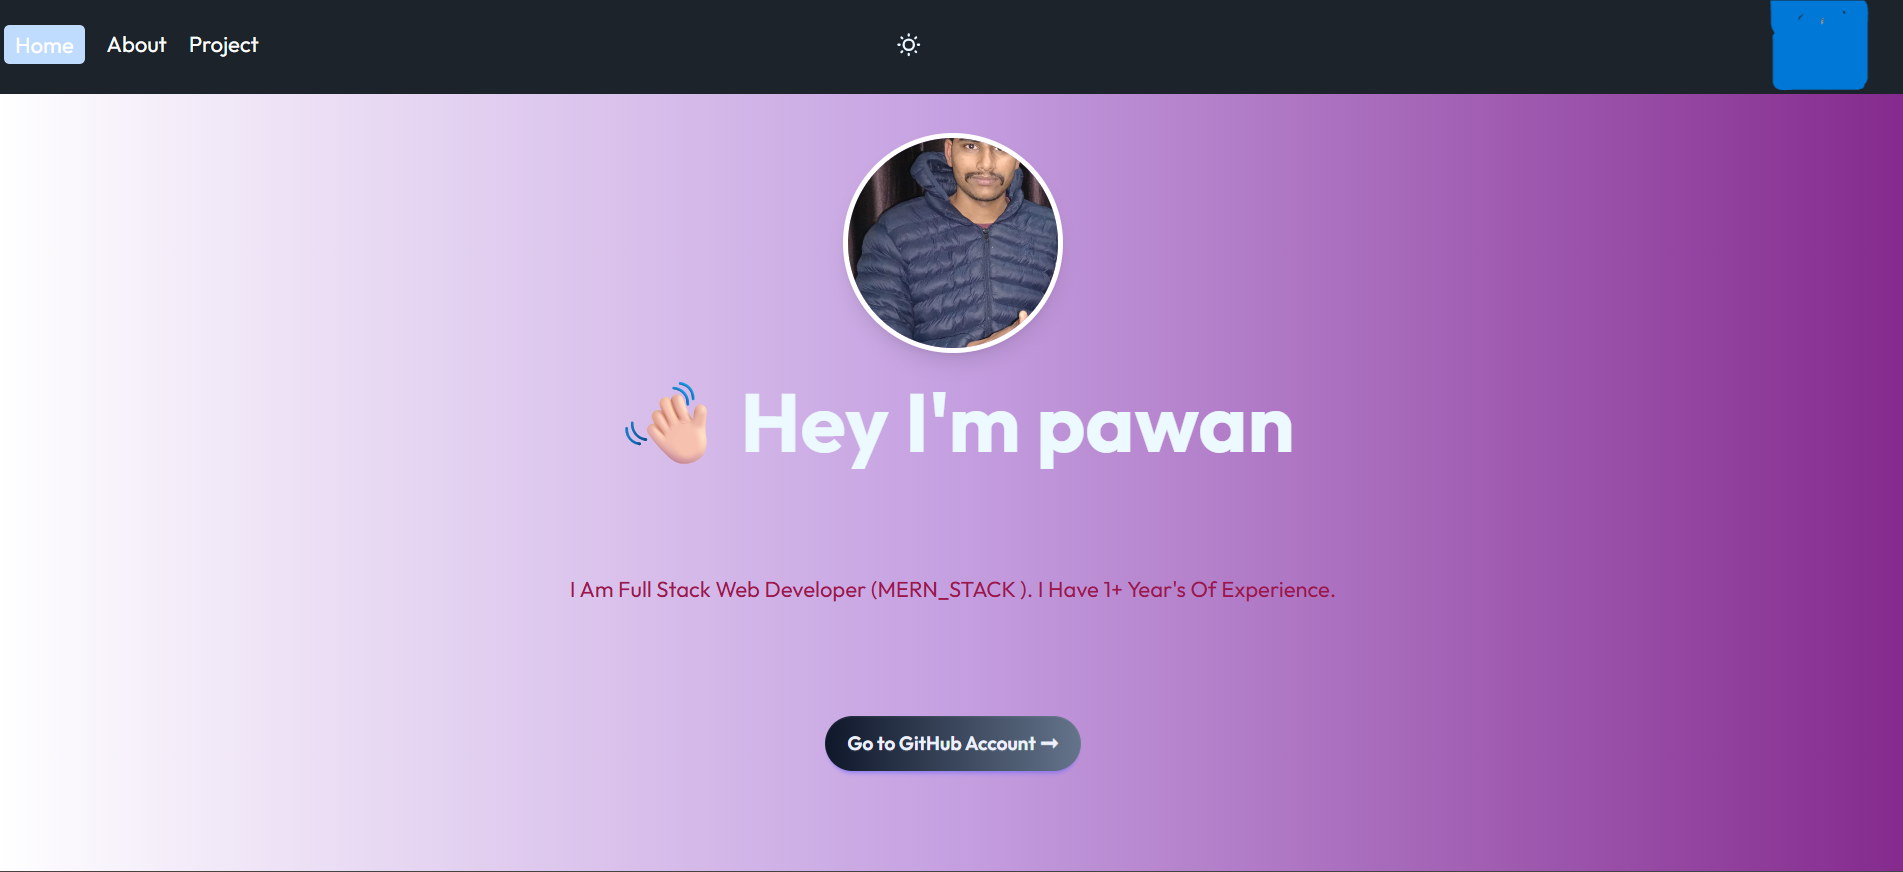 Home About Project
Hey I'm pawan
I Am Full Stack Web Developer (MERN_STACK ). I Have 1+ Year's Of Experience.
Go to GitHub Account ➞